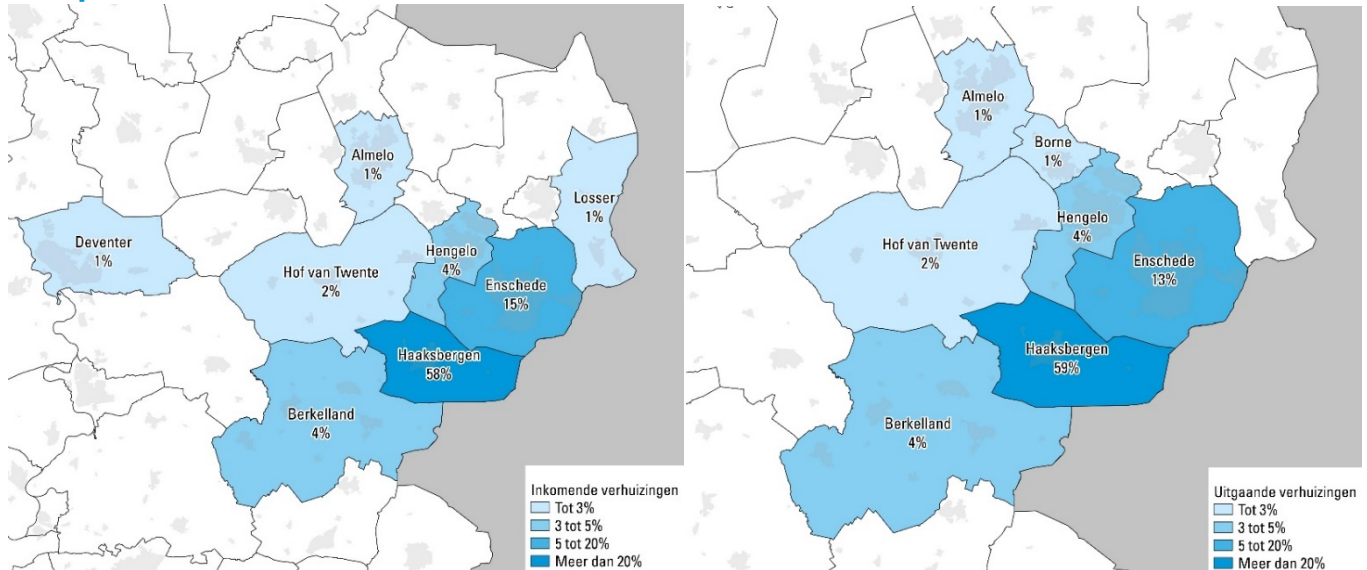 Almelo
1%
Losser
1%
Deventer
1%
Hengelo
4%
Hof van Twente
2%
Enschede
15%
Haaksbergen
58%
Berkelland
4%
Inkomende verhuizingen
Tot 3%
3 tot 5%
5 tot 20%
Meer dan 20%
Almelo
1%
Borne
1%
Hengelo
4%
Hof van Twente
2%
Enschede
13%
Haaksbergen
59%
Berkelland
4%
Uitgaande verhuizingen
Tot 3%
3 tot 5%
5 tot 20%
Meer dan 20%